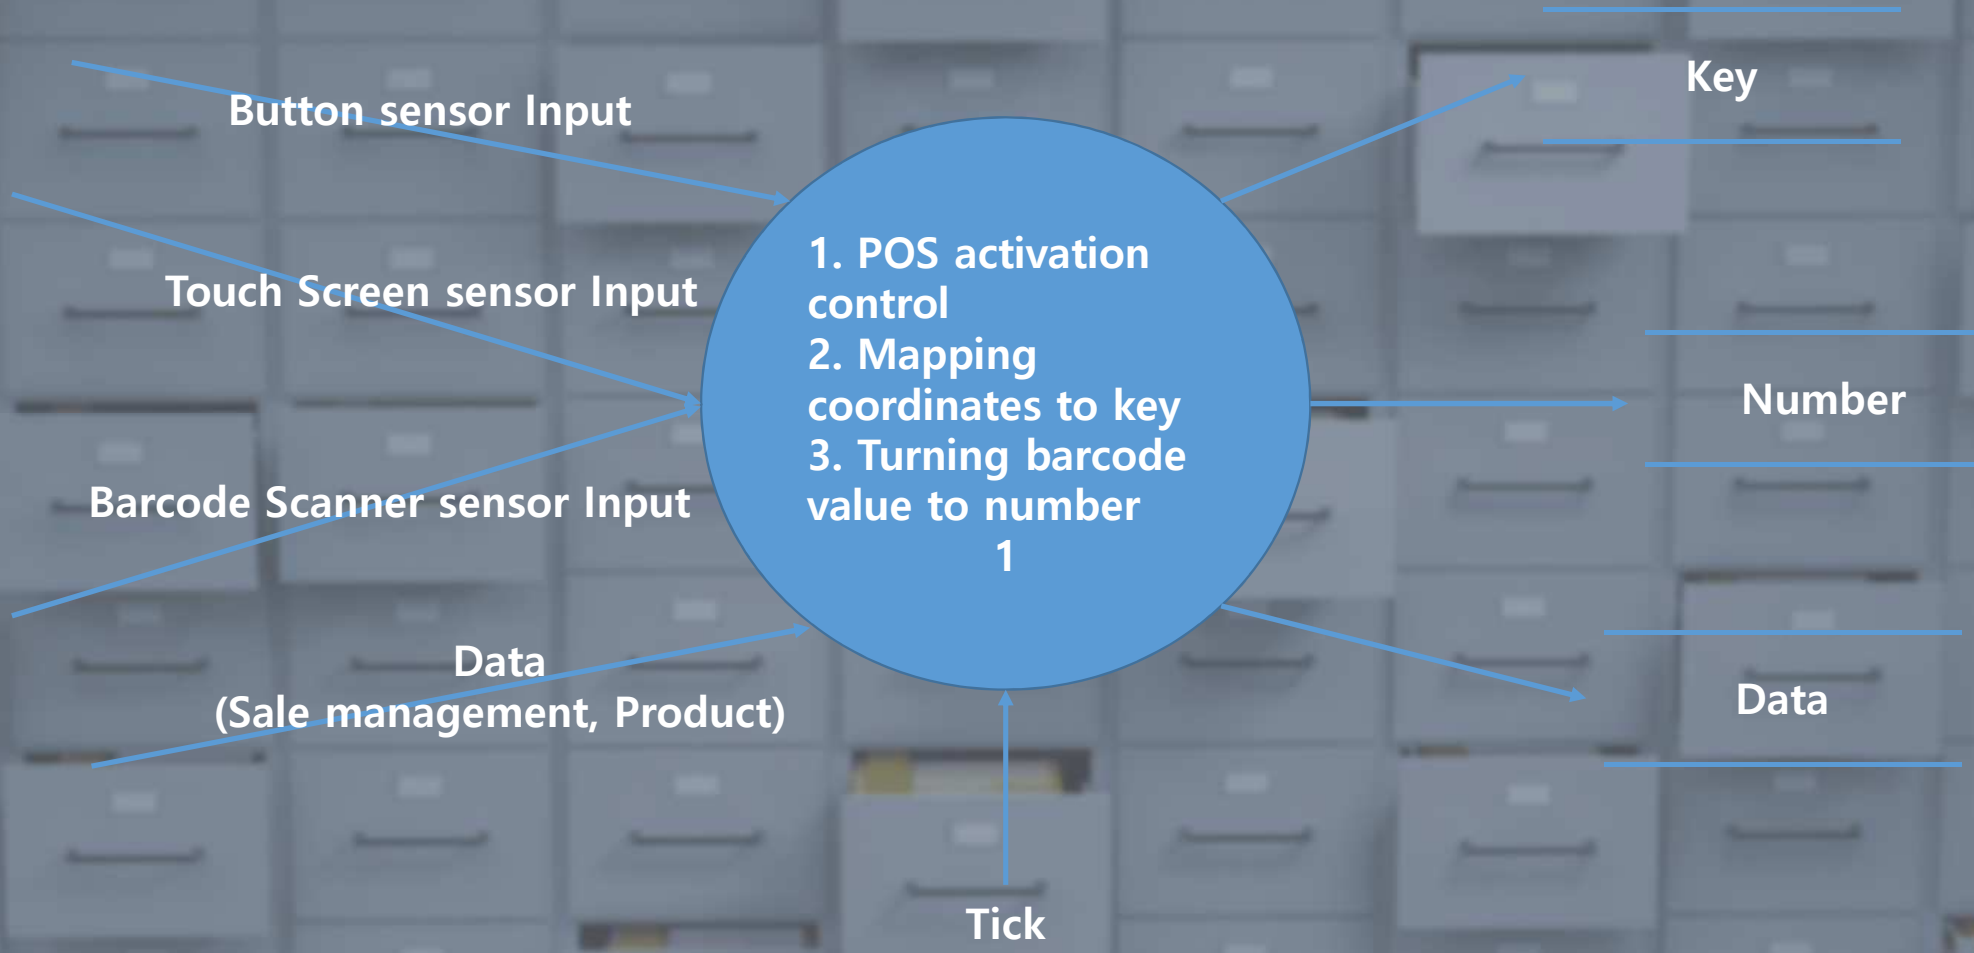 Button sensor Input
Touch Screen sensor Input
Barcode Scanner sensor Input
Data
(Sale management, Product)
1. POS activation
control
2. Mapping
coordinates to key
3. Turning barcode
value to number
1
Tick
Key
Number
Data